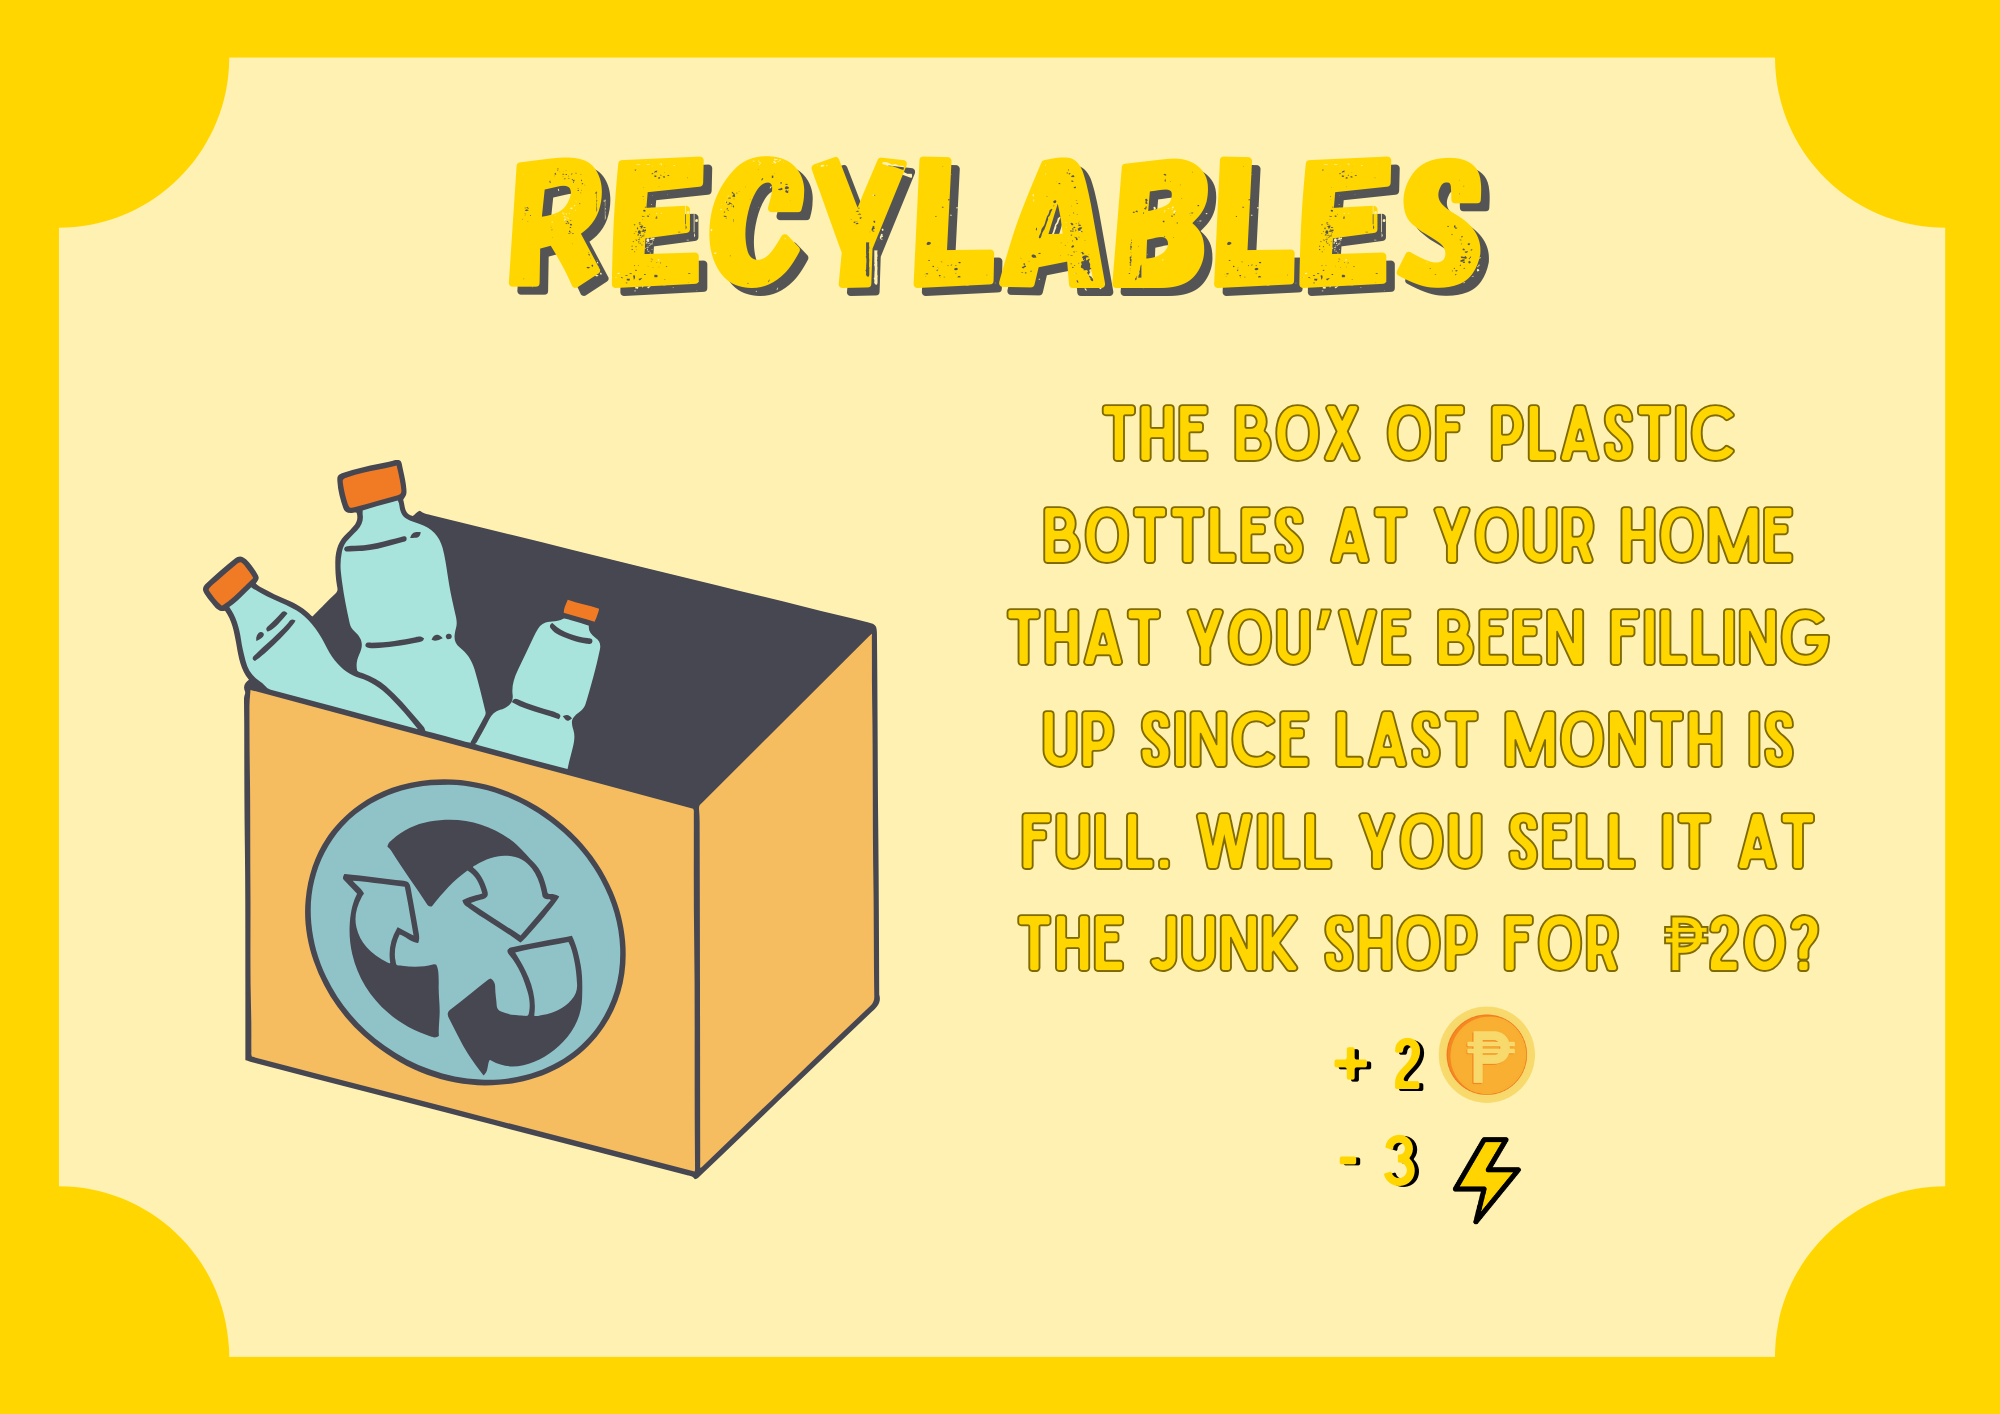 RECYLABLES
THE BOX OF PLASTIC
BOTTLES AT YOUR HOME
THAT YOU'VE BEEN FILLING
UP SINCE LAST MONTH IS
FULL. WILL YOU SELL IT AT
THE JUNK SHOP FOR ₱20?
+ 2 ₱
- 3